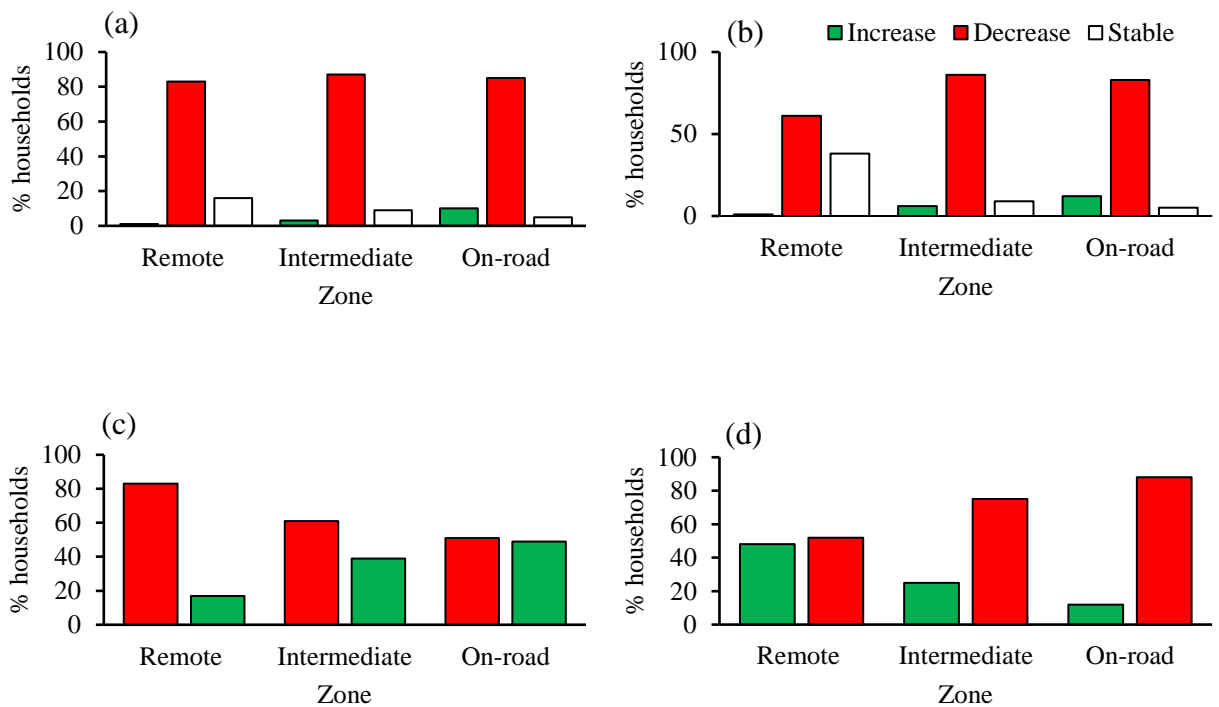 (a)
100
80
60
40
20
0
% households
Remote Intermediate On-road
Zone
(b)
Increase Decrease Stable
100
50
0
% households
Remote Intermediate On-road
Zone
(c)
100
80
60
40
20
0
% households
Remote Intermediate On-road
Zone
(d)
100
80
60
40
20
0
% households
Remote Intermediate On-road
Zone